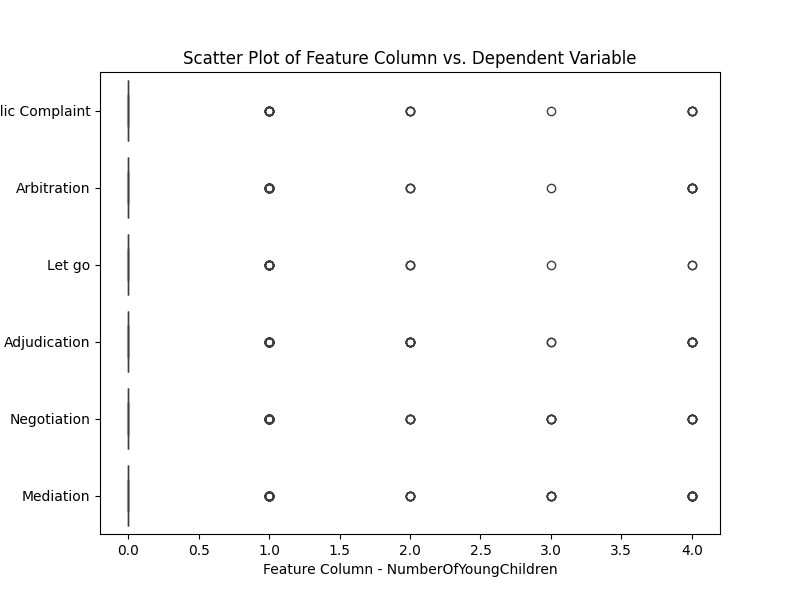 Scatter Plot of Feature Column vs. Dependent Variable
lic Complaint
Arbitration
Let go
Adjudication
Negotiation
Mediation
0.0 0.5 1.0 1.5 2.0 2.5 3.0 3.5 4.0
Feature Column - NumberOfYoungChildren